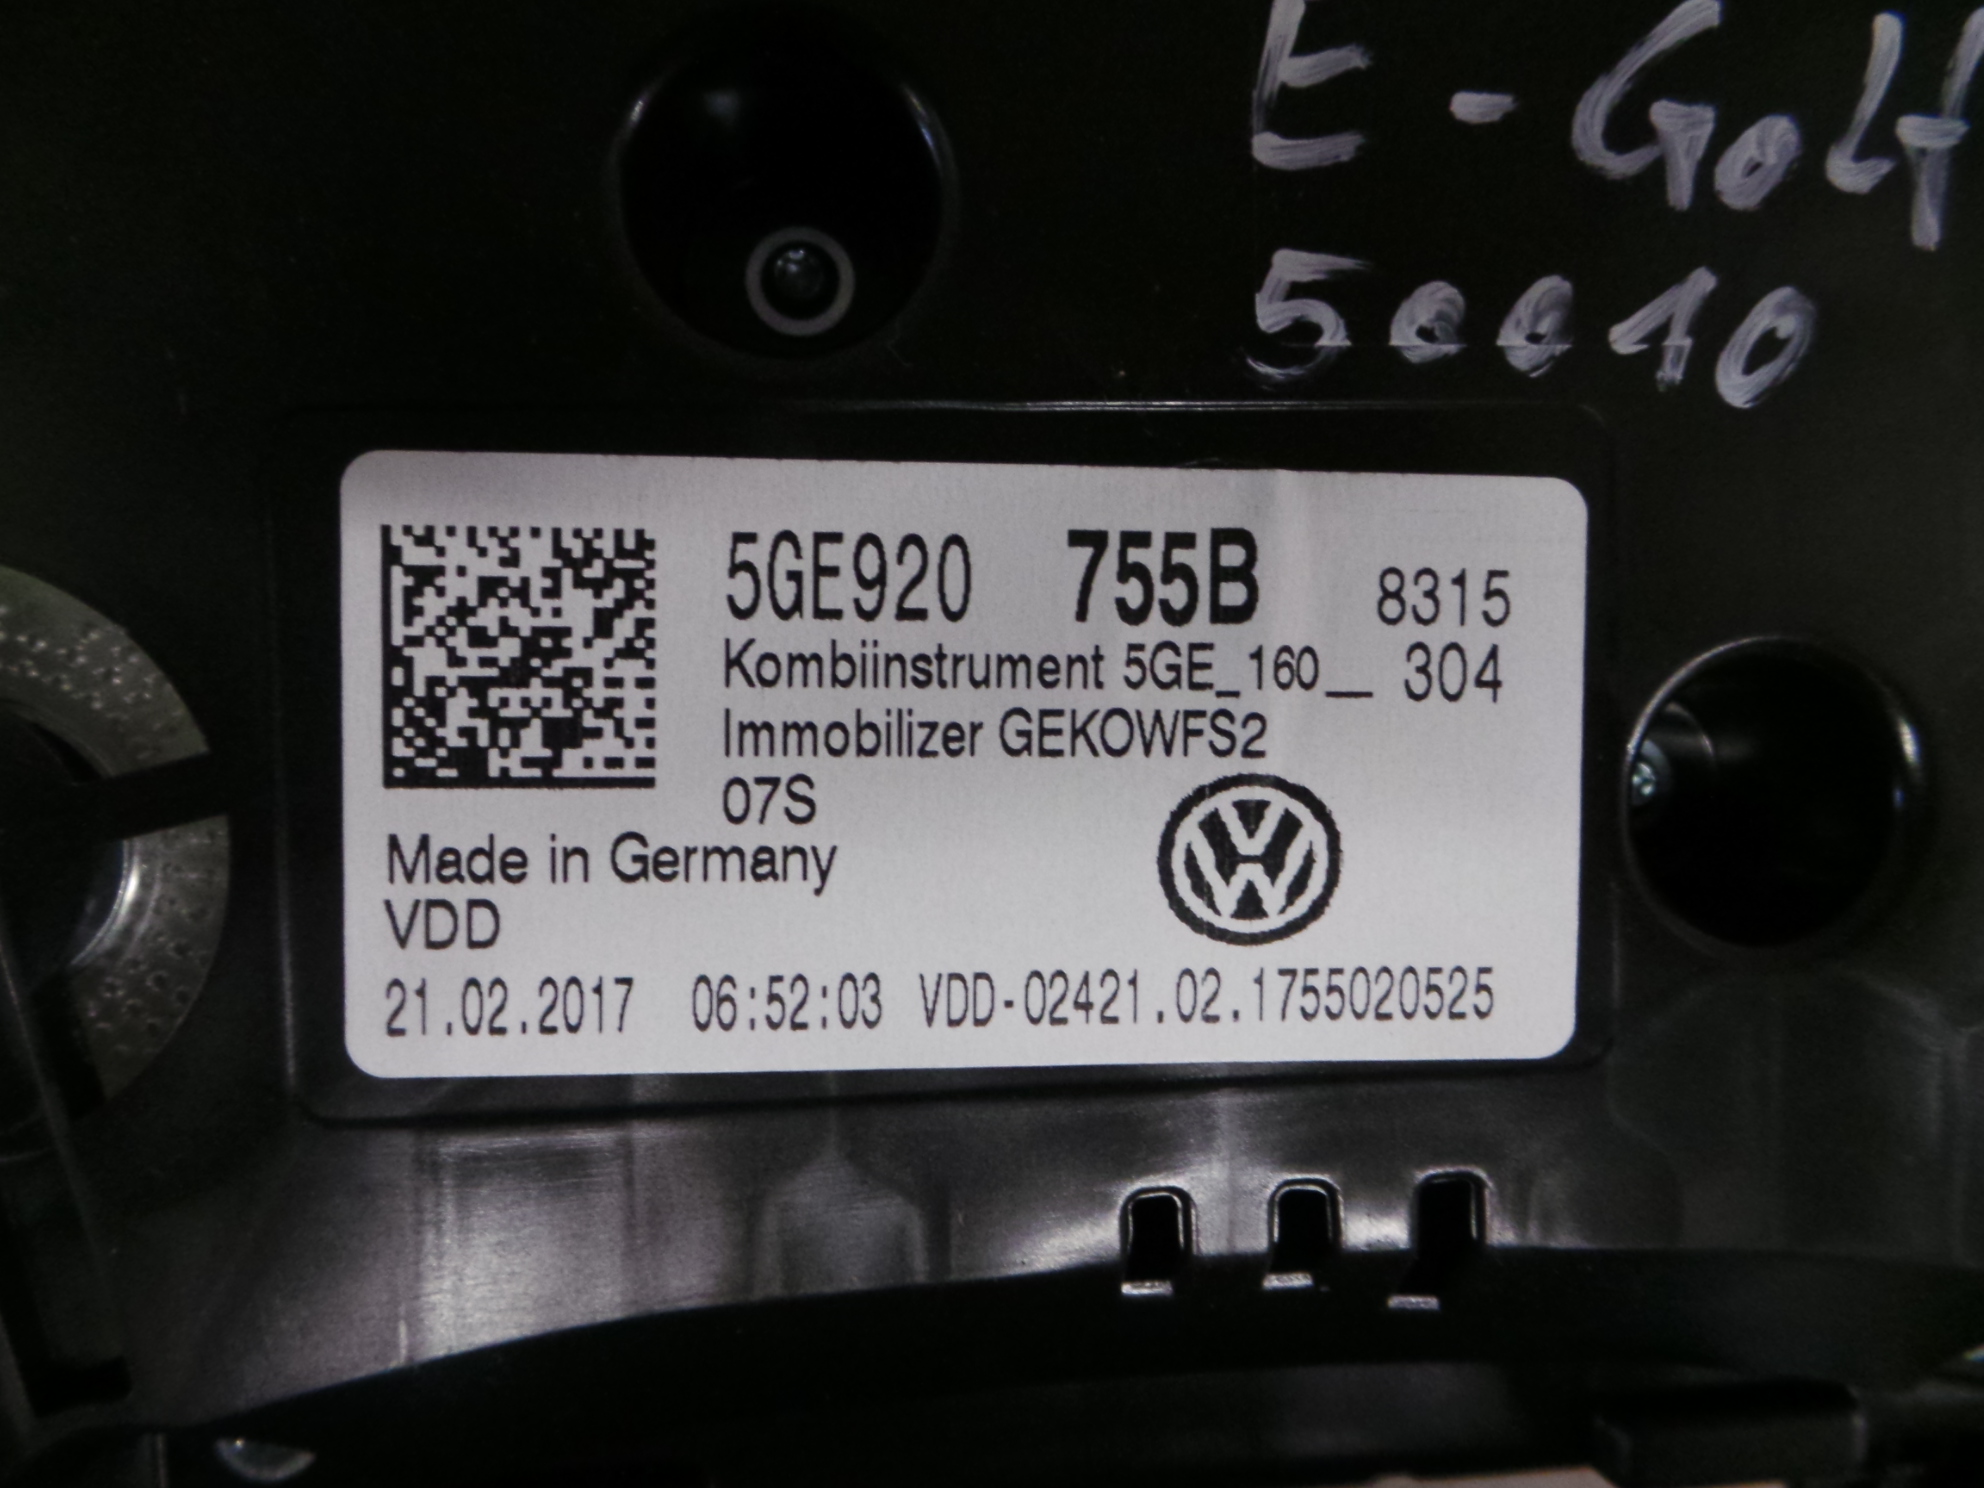 E-Golf
50010
5GE920 755B 8315
Kombiinstrument 5GE_160__ 304
Immobilizer GEKOWFS2
07S
Made in Germany
VDD
21.02.2017 06:52:03 VDD-02421.02.1755020525